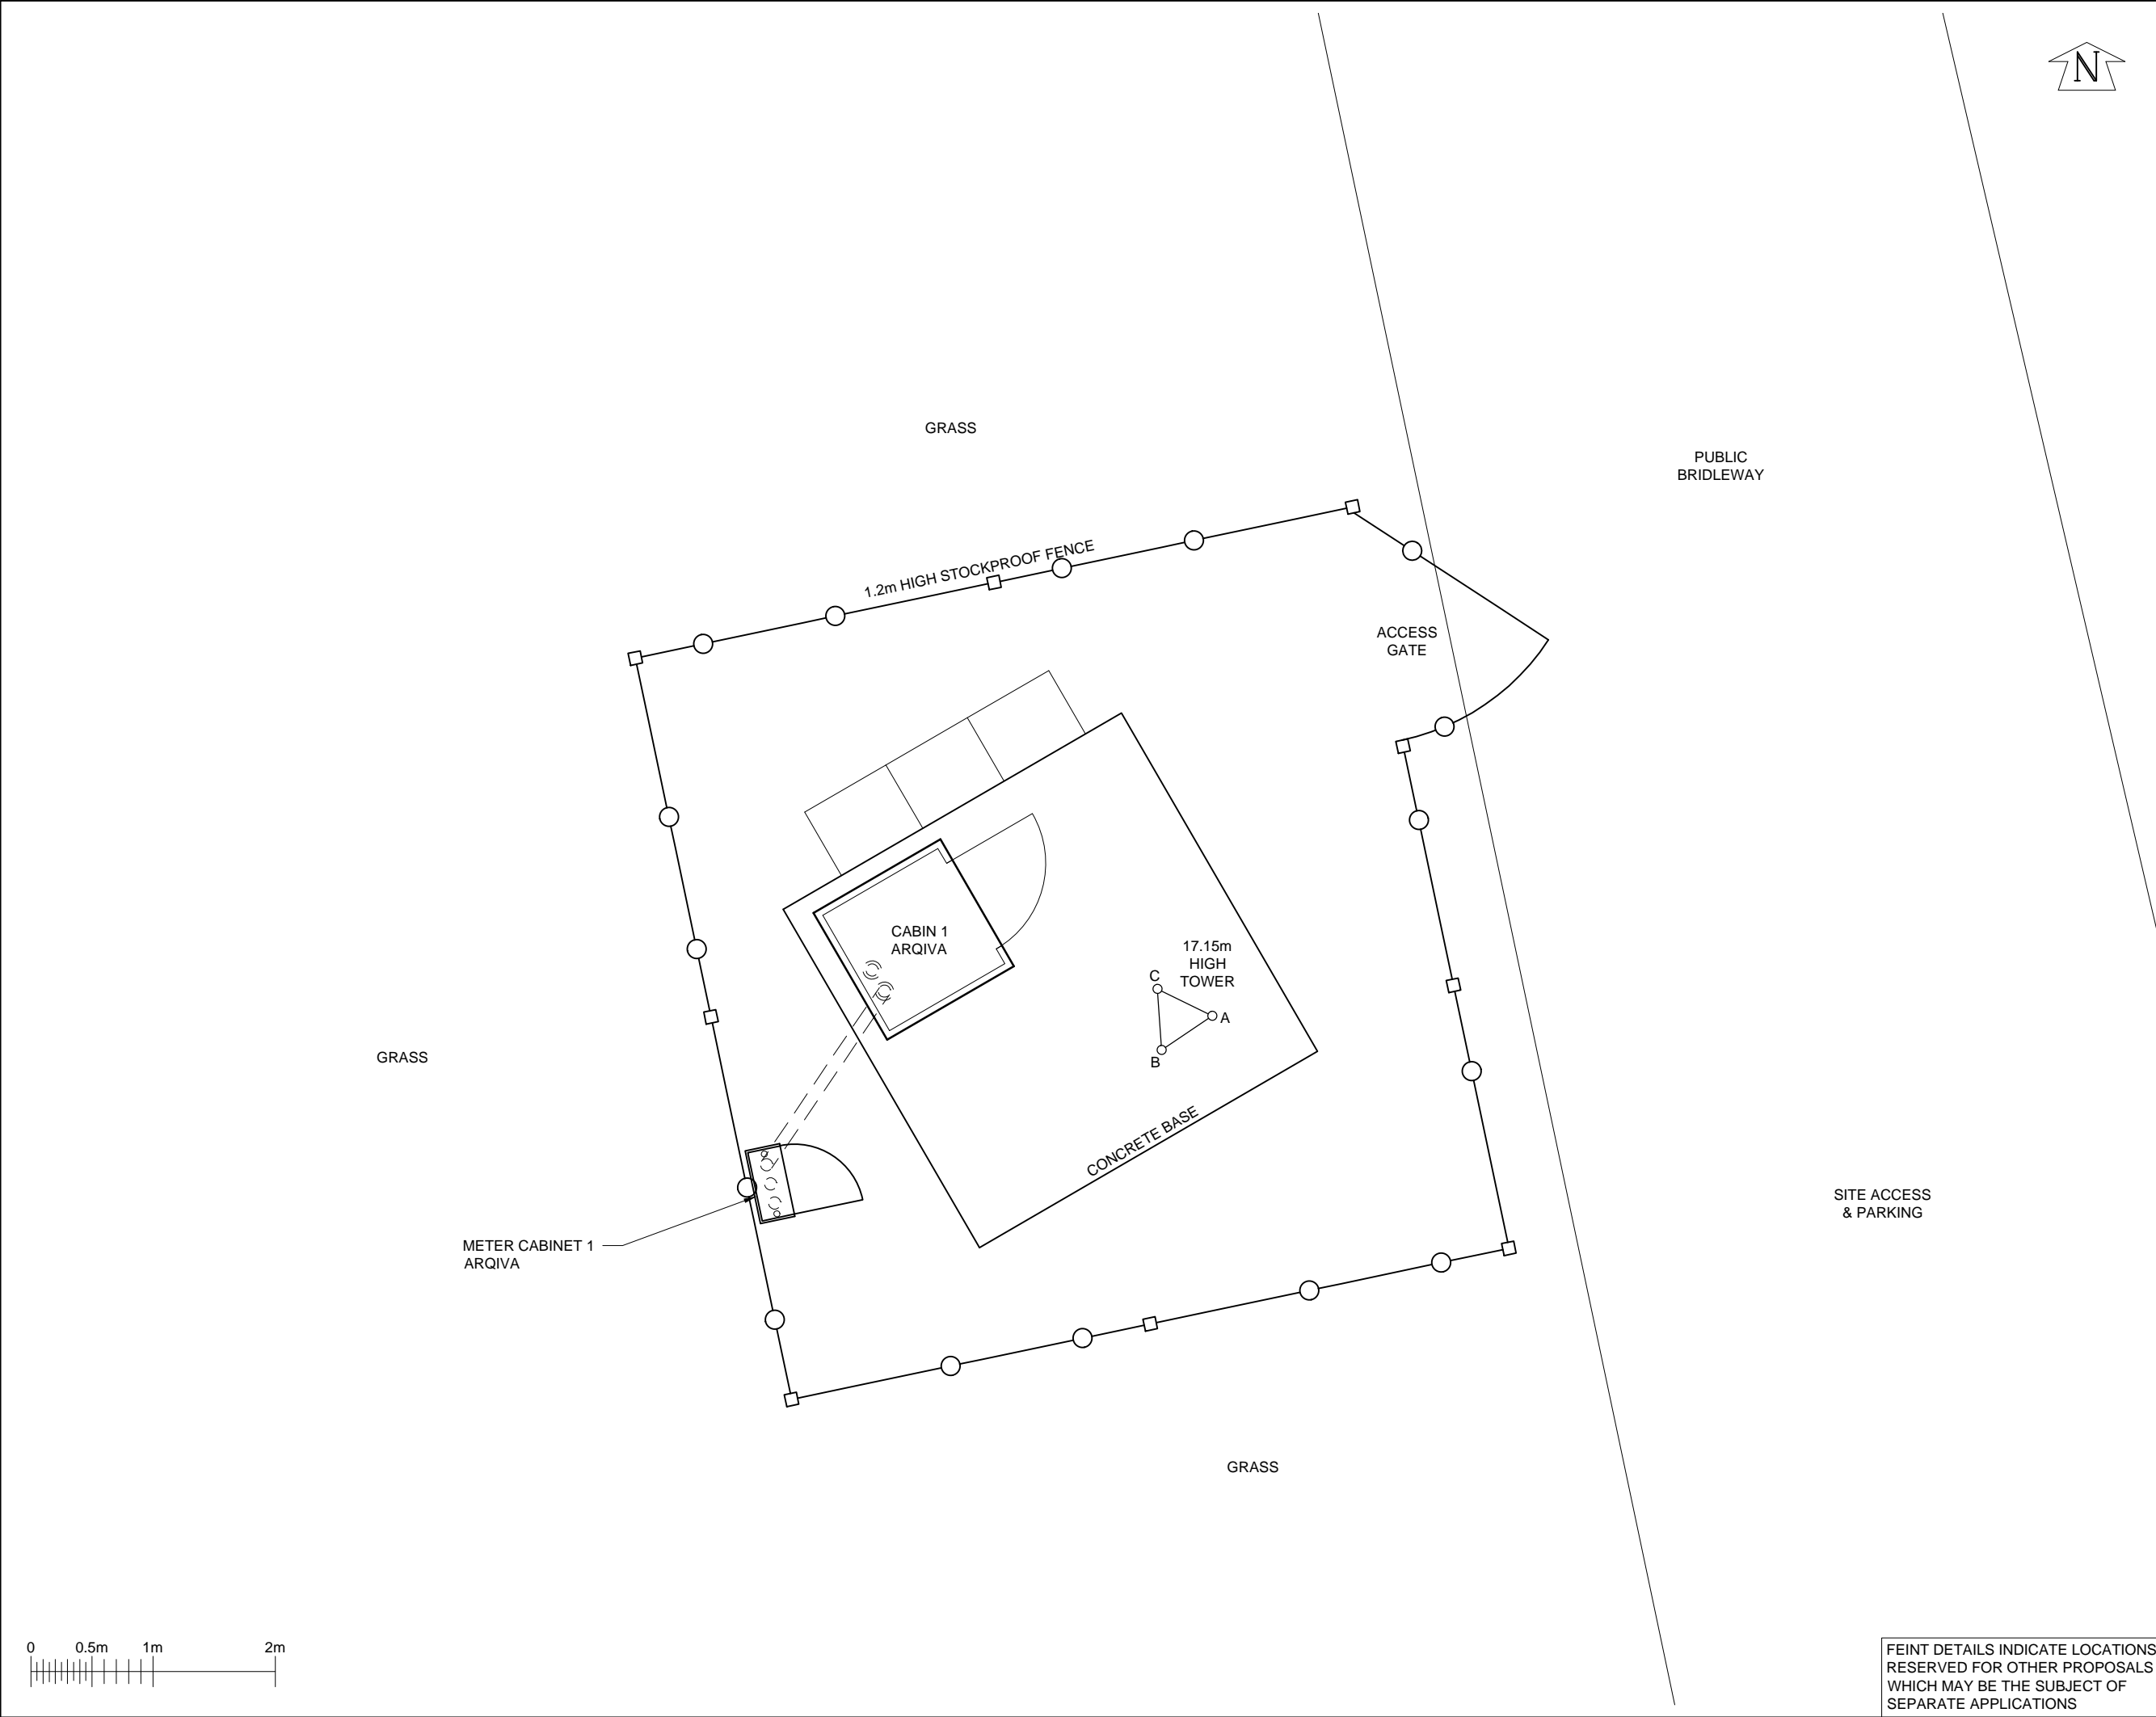 N
GRASS
PUBLIC
BRIDLEWAY
1.2m HIGH STOCKPROOF FENCE
ACCESS
GATE
CABIN 1
ARQIVA
17.15m
HIGH
TOWER
C
A
B
GRASS
CONCRETE BASE
SITE ACCESS
& PARKING
METER CABINET 1
ARQIVA
GRASS
0 0.5m 1m 2m
FEINT DETAILS INDICATE LOCATIONS
RESERVED FOR OTHER PROPOSALS
WHICH MAY BE THE SUBJECT OF
SEPARATE APPLICATIONS